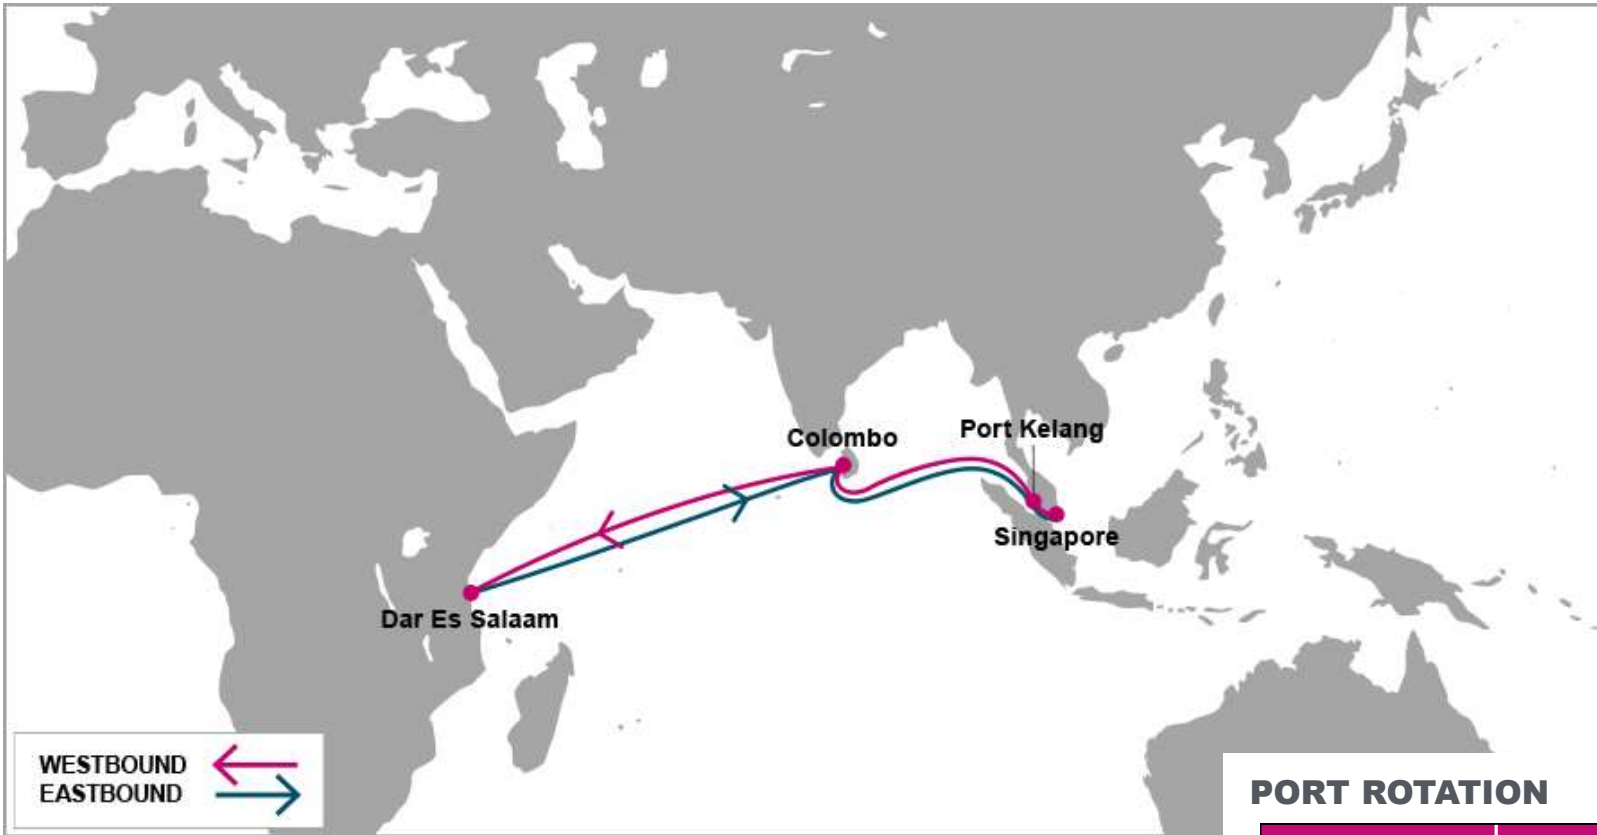 Colombo
Port Kelang
Singapore
Dar Es Salaam
WESTBOUND
EASTBOUND
PORT ROTATION